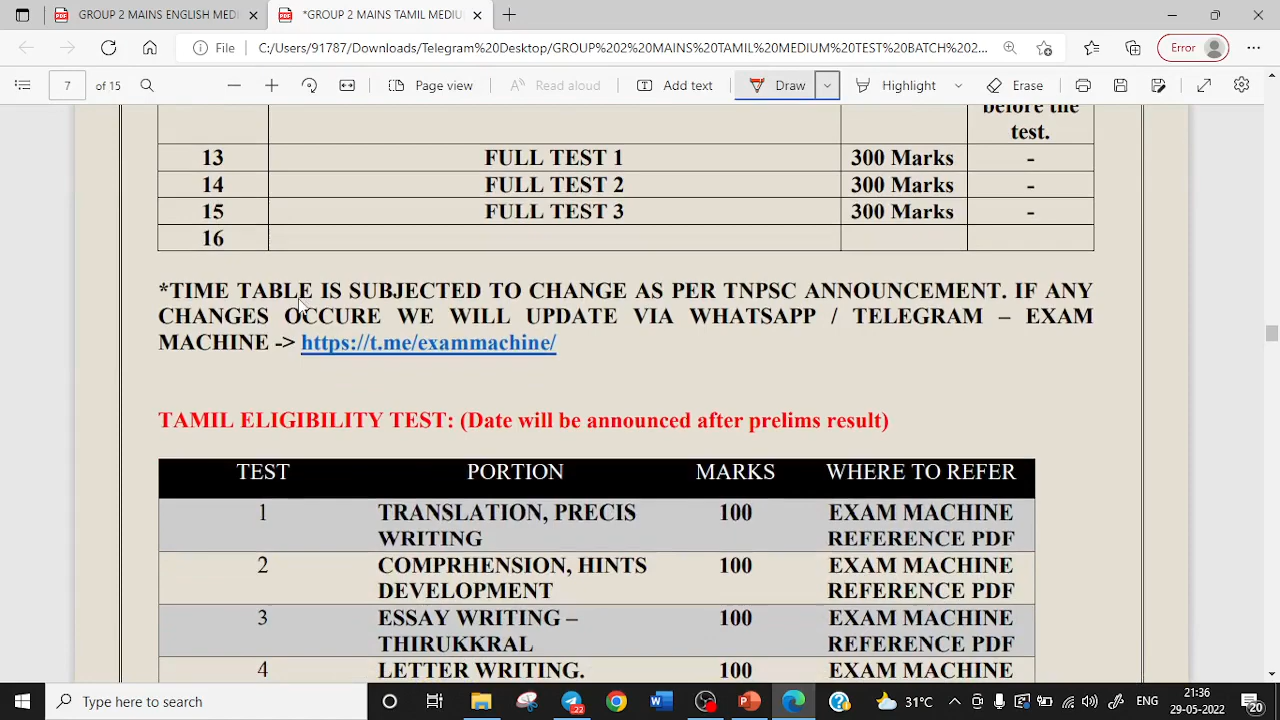 GROUP 2 MAINS ENGLISH MEDI
*GROUP 2 MAINS TAMIL MEDIU
File
C:/Users/91787/Downloads/Telegram%20Desktop/GROUP%202%20MAINS%20TAMIL%20MEDIUM%20TEST%20BATCH%202...
Error
7 of 15
Page view
Read aloud
Add text
Draw
Highlight
Erase
before the
test.
13 FULL TEST 1 300 Marks -
14 FULL TEST 2 300 Marks -
15 FULL TEST 3 300 Marks -
16
*TIME TABLE IS SUBJECTED TO CHANGE AS PER TNPSC ANNOUNCEMENT. IF ANY
CHANGES OCCURE WE WILL UPDATE VIA WHATSAPP / TELEGRAM – EXAM
MACHINE -> https://t.me/exammachine/
TAMIL ELIGIBILITY TEST: (Date will be announced after prelims result)
TEST PORTION MARKS WHERE TO REFER
1 TRANSLATION, PRECIS 100 EXAM MACHINE
WRITING REFERENCE PDF
2 COMPRHENSION, HINTS 100 EXAM MACHINE
DEVELOPMENT REFERENCE PDF
3 ESSAY WRITING – 100 EXAM MACHINE
THIRUKKRAL REFERENCE PDF
4 LETTER WRITING. 100 EXAM MACHINE
Type here to search
22
31°C
ENG
21:36
29-05-2022
20